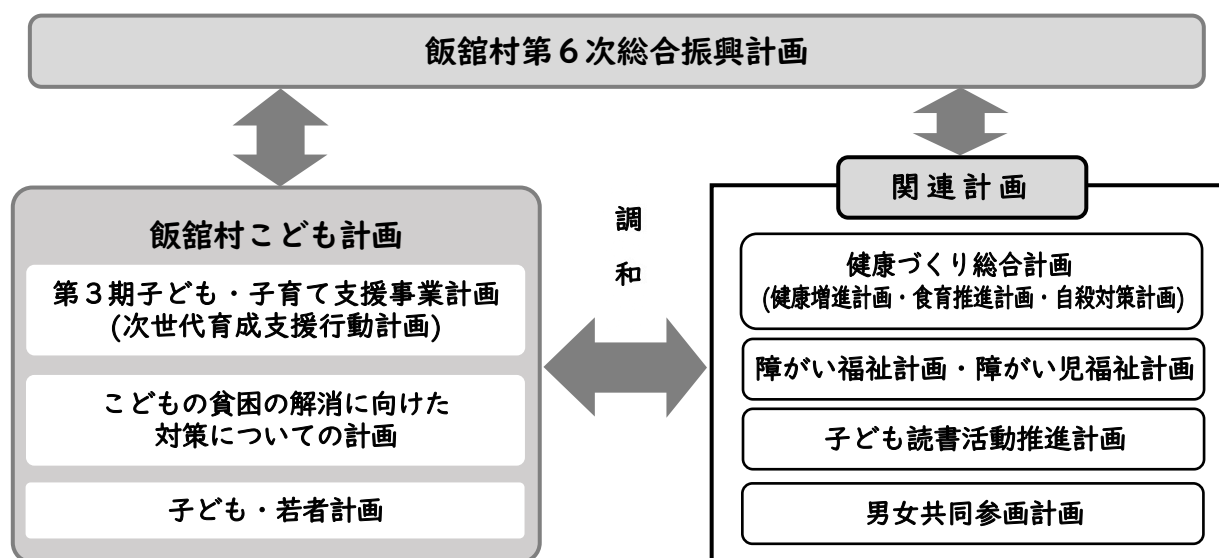 飯舘村第６次総合振興計画
飯舘村こども計画
第３期子ども・子育て支援事業計画
(次世代育成支援行動計画)
こどもの貧困の解消に向けた
対策についての計画
子ども・若者計画
調
和
関連計画
健康づくり総合計画
(健康増進計画・食育推進計画・自殺対策計画)
障がい福祉計画・障がい児福祉計画
子ども読書活動推進計画
男女共同参画計画